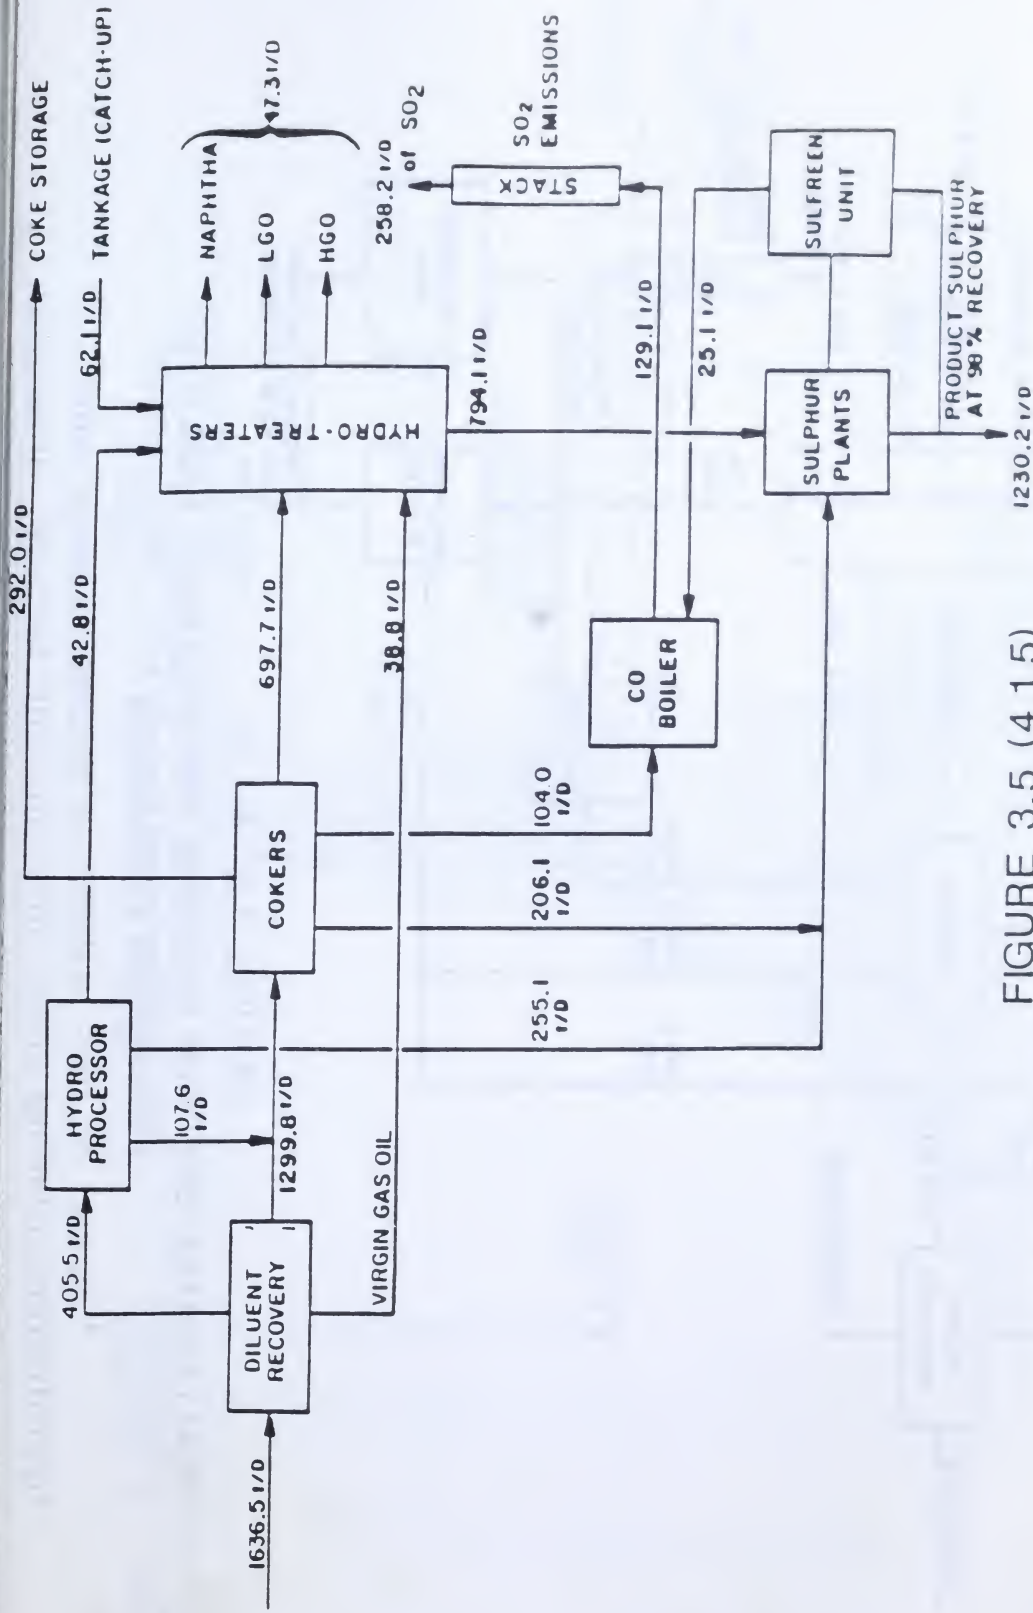 292.0 t/D
COKE STORAGE
62.1 t/D
TANKAGE (CATCH-UP)
42.8 t/D
HYDRO
PROCESSOR
405.5 t/D
107.6
t/D
1636.5 t/D
DILUENT
RECOVERY
1299.8 t/D
COKERS
697.7 t/D
HYDRO-TREATERS
NAPHTHA
LGO
HGO
47.3 t/D
VIRGIN GAS OIL
38.8 t/D
258.2 t/D
of SO2
794.1 t/D
STACK
SO2
EMISSIONS
104.0
t/D
206.1
t/D
255.1
t/D
CO
BOILER
129.1 t/D
25.1 t/D
SULPHUR
PLANTS
SULFREEN
UNIT
PRODUCT SULPHUR
AT 98% RECOVERY
1230.2 t/D
FIGURE 3.5 (4.1.5)